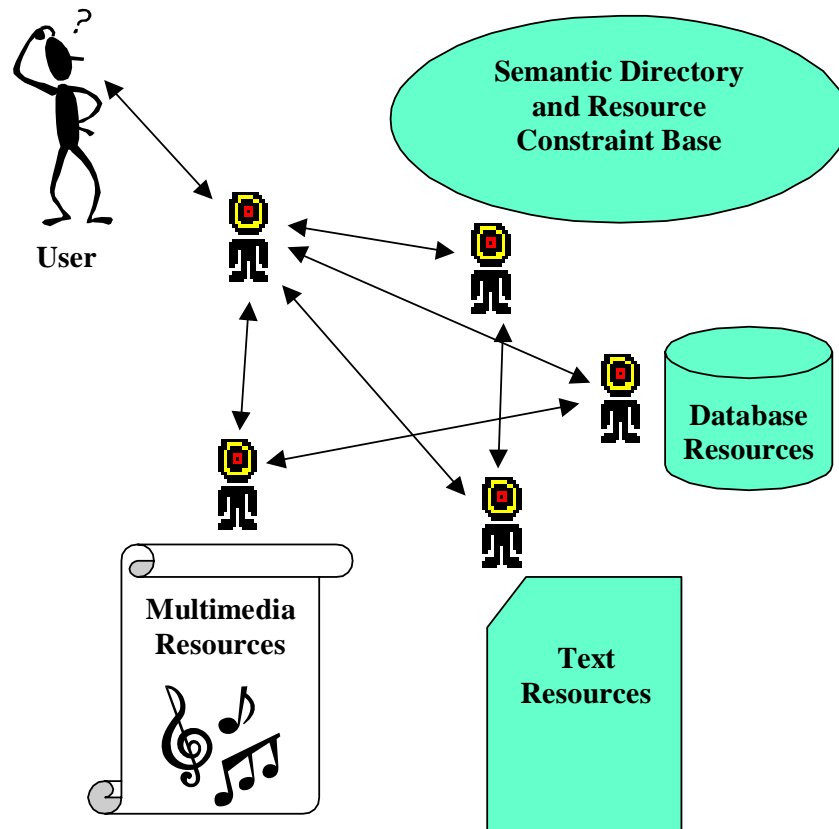 ?
Semantic Directory
and Resource
Constraint Base
User
Database
Resources
Multimedia
Resources
Text
Resources